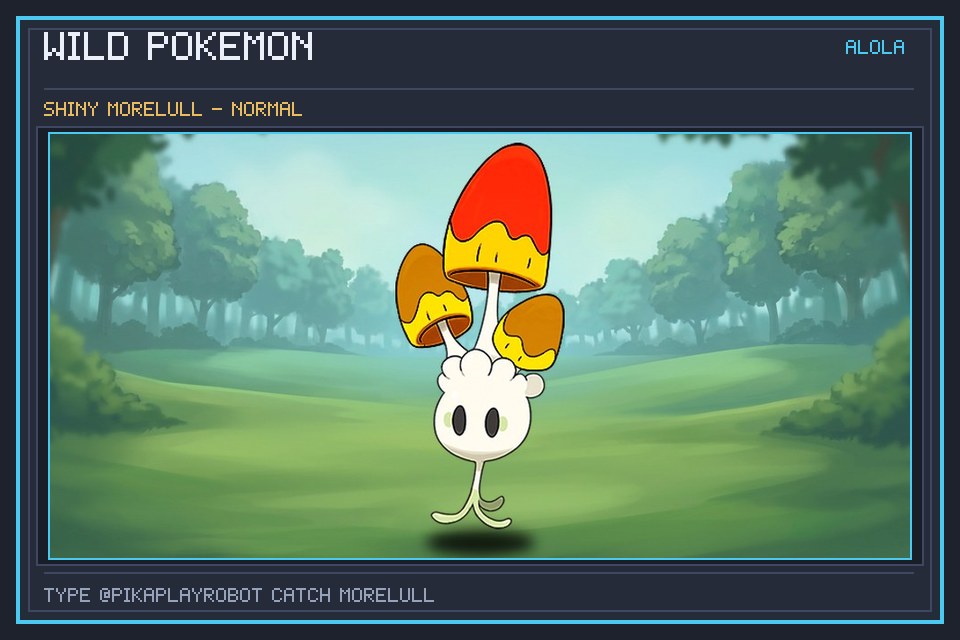 WILD POKEMON
ALOLA
SHINY MORELULL - NORMAL
TYPE @PIKAPLAYROBOT CATCH MORELULL